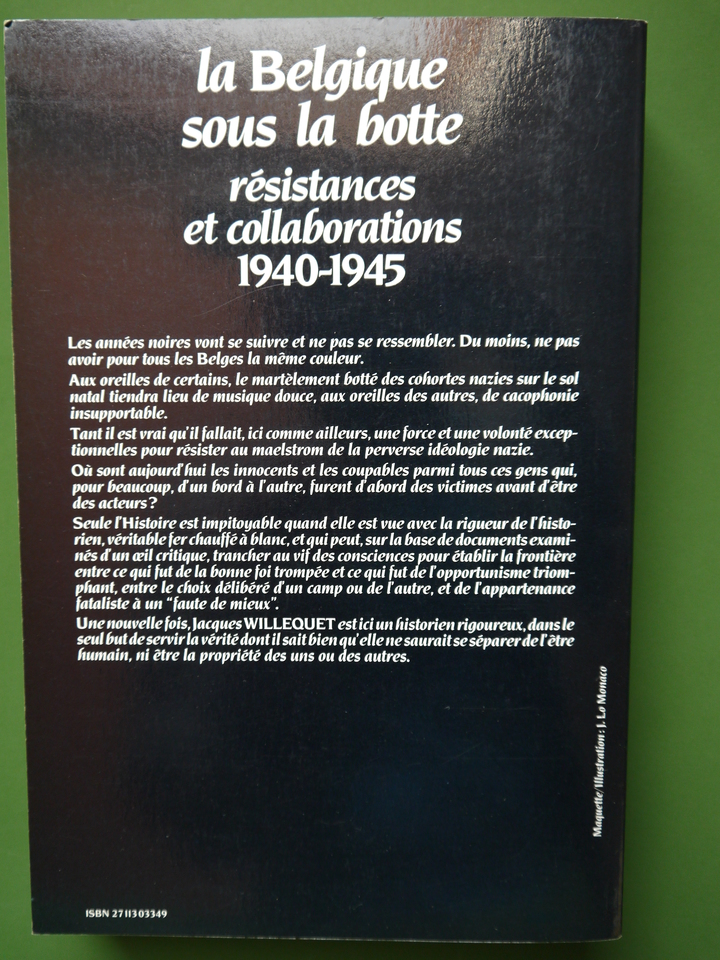 la Belgique
sous la botte
résistances
et collaborations
1940-1945
Les années noires vont se suivre et ne pas se ressembler. Du moins, ne pas
avoir pour tous les Belges la même couleur.
Aux oreilles de certains, le martèlement botté des cohortes nazies sur le sol
natal tiendra lieu de musique douce, aux oreilles des autres, de cacophonie
insupportable.
Tant il est vrai qu'il fallait, ici comme ailleurs, une force et une volonté excep-
tionnelles pour résister au maelstrom de la perverse idéologie nazie.
Où sont aujourd'hui les innocents et les coupables parmi tous ces gens qui,
pour beaucoup, d'un bord à l'autre, furent d'abord des victimes avant d'être
des acteurs ?
Seule l'Histoire est impitoyable quand elle est vue avec la rigueur de l'histo-
rien, véritable fer chauffé à blanc, et qui peut, sur la base de documents exami-
nés d'un œil critique, trancher au vif des consciences pour établir la frontière
entre ce qui fut de la bonne foi trompée et ce qui fut de l'opportunisme triom-
phant, entre le choix délibéré d'un camp ou de l'autre, et de l'appartenance
fataliste à un "faute de mieux".
Une nouvelle fois, Jacques WILLEQUET est ici un historien rigoureux, dans le
seul but de servir la vérité dont il sait bien qu'elle ne saurait se séparer de l'être
humain, ni être la propriété des uns ou des autres.
Maquette/Illustration : J. Lo Monaco
ISBN 2711303349